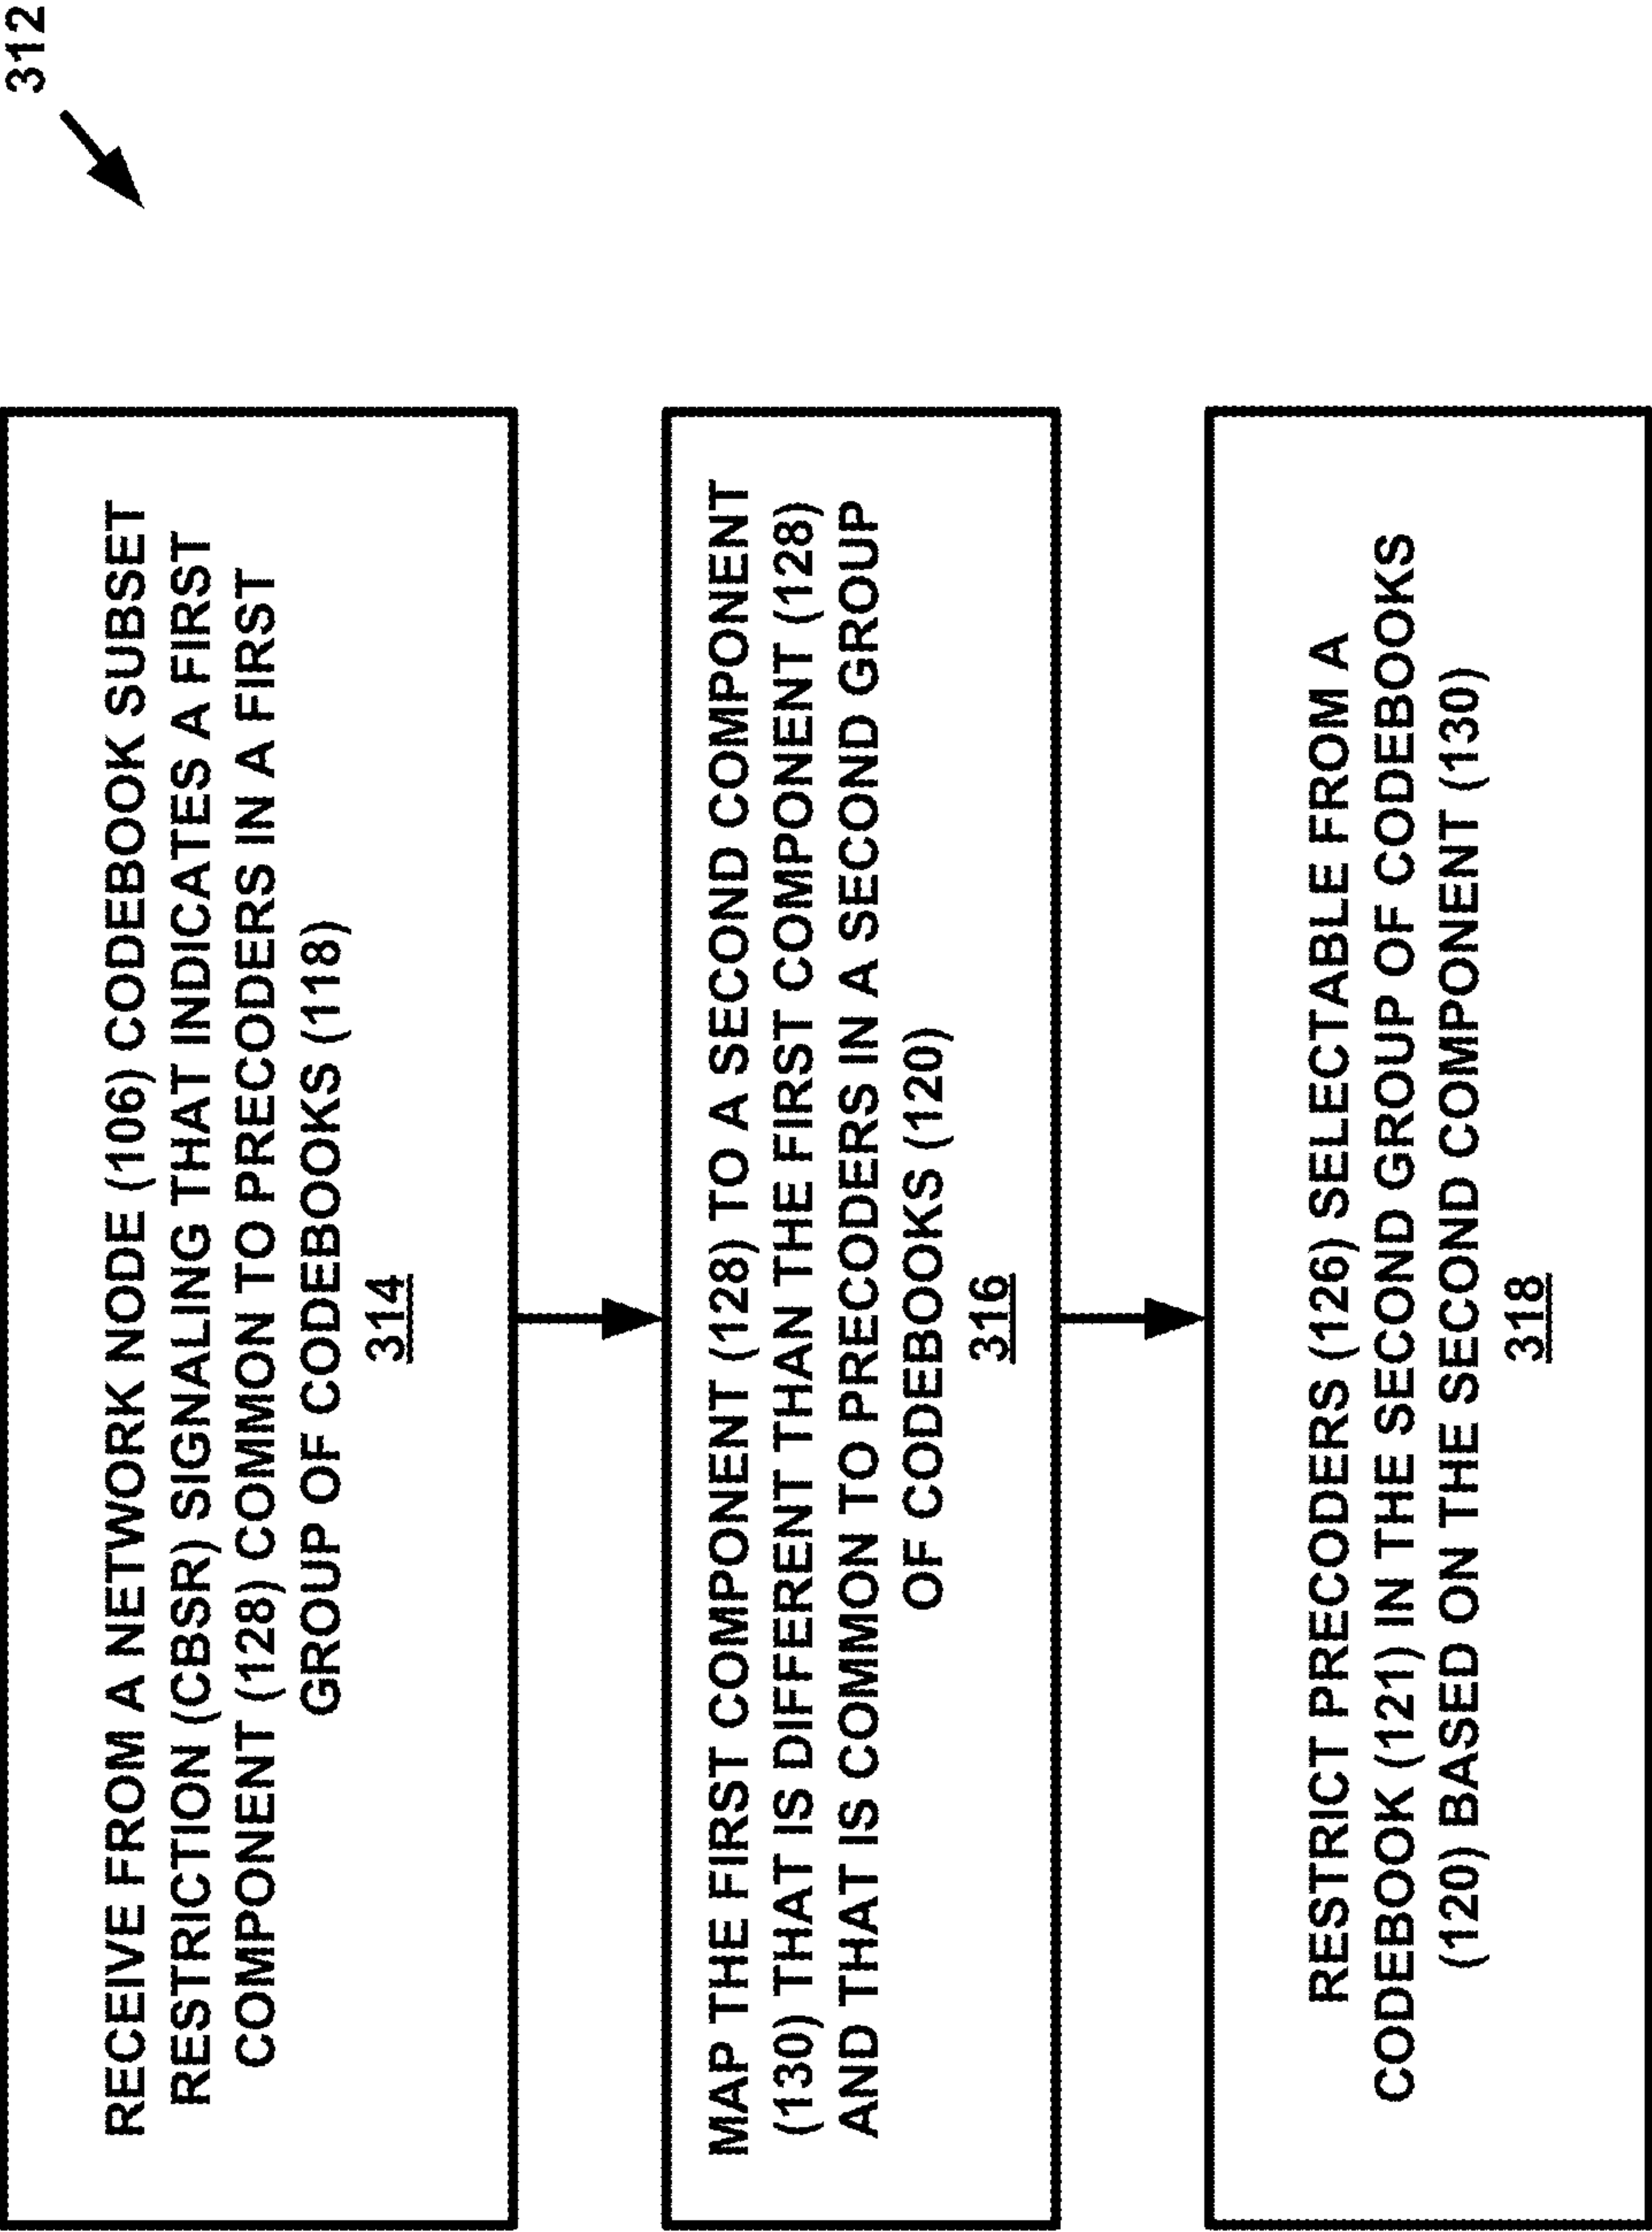 312
RECEIVE FROM A NETWORK NODE (106) CODEBOOK SUBSET
RESTRICTION (CBSR) SIGNALING THAT INDICATES A FIRST
COMPONENT (128) COMMON TO PRECODERS IN A FIRST
GROUP OF CODEBOOKS (118)
314
MAP THE FIRST COMPONENT (128) TO A SECOND COMPONENT
(130) THAT IS DIFFERENT THAN THE FIRST COMPONENT (128)
AND THAT IS COMMON TO PRECODERS IN A SECOND GROUP
OF CODEBOOKS (120)
316
RESTRICT PRECODERS (126) SELECTABLE FROM A
CODEBOOK (121) IN THE SECOND GROUP OF CODEBOOKS
(120) BASED ON THE SECOND COMPONENT (130)
318